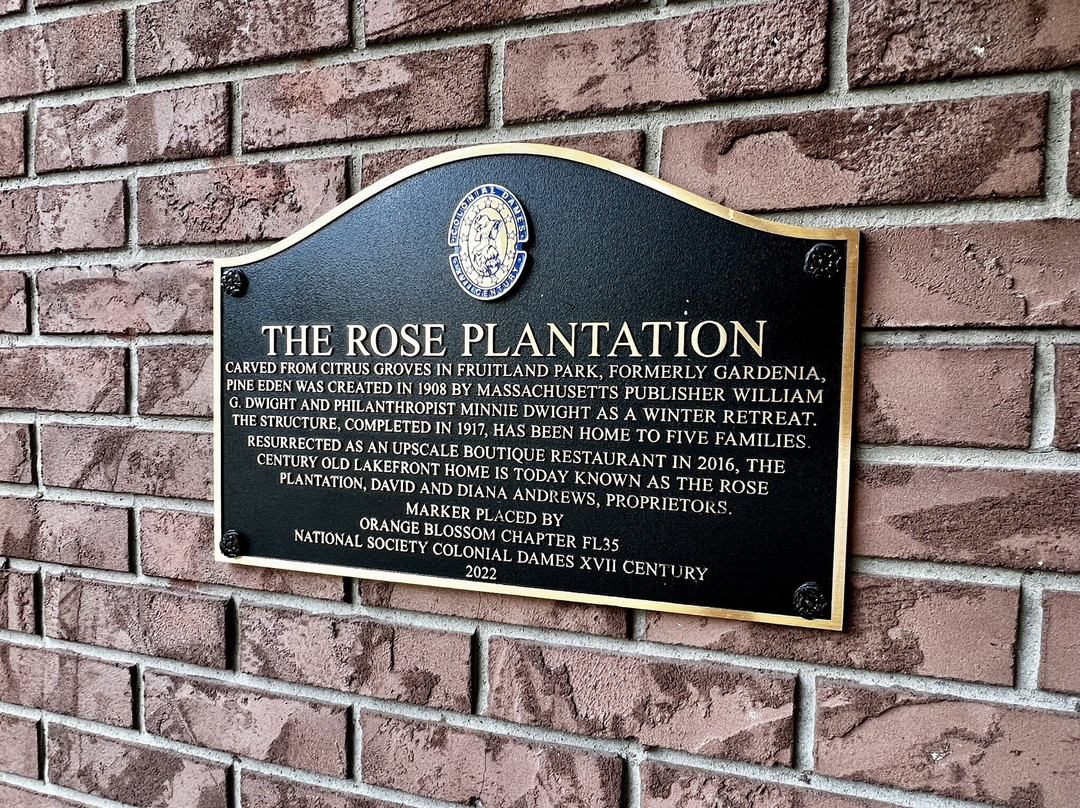 COLONIAL DAMES
XVII CENTURY
THE ROSE PLANTATION
CARVED FROM CITRUS GROVES IN FRUITLAND PARK, FORMERLY GARDENIA,
PINE EDEN WAS CREATED IN 1908 BY MASSACHUSETTS PUBLISHER WILLIAM
G. DWIGHT AND PHILANTHROPIST MINNIE DWIGHT AS A WINTER RETREAT.
THE STRUCTURE, COMPLETED IN 1917, HAS BEEN HOME TO FIVE FAMILIES.
RESURRECTED AS AN UPSCALE BOUTIQUE RESTAURANT IN 2016, THE
CENTURY OLD LAKEFRONT HOME IS TODAY KNOWN AS THE ROSE
PLANTATION, DAVID AND DIANA ANDREWS, PROPRIETORS.
MARKER PLACED BY
ORANGE BLOSSOM CHAPTER FL35
NATIONAL SOCIETY COLONIAL DAMES XVII CENTURY
2022